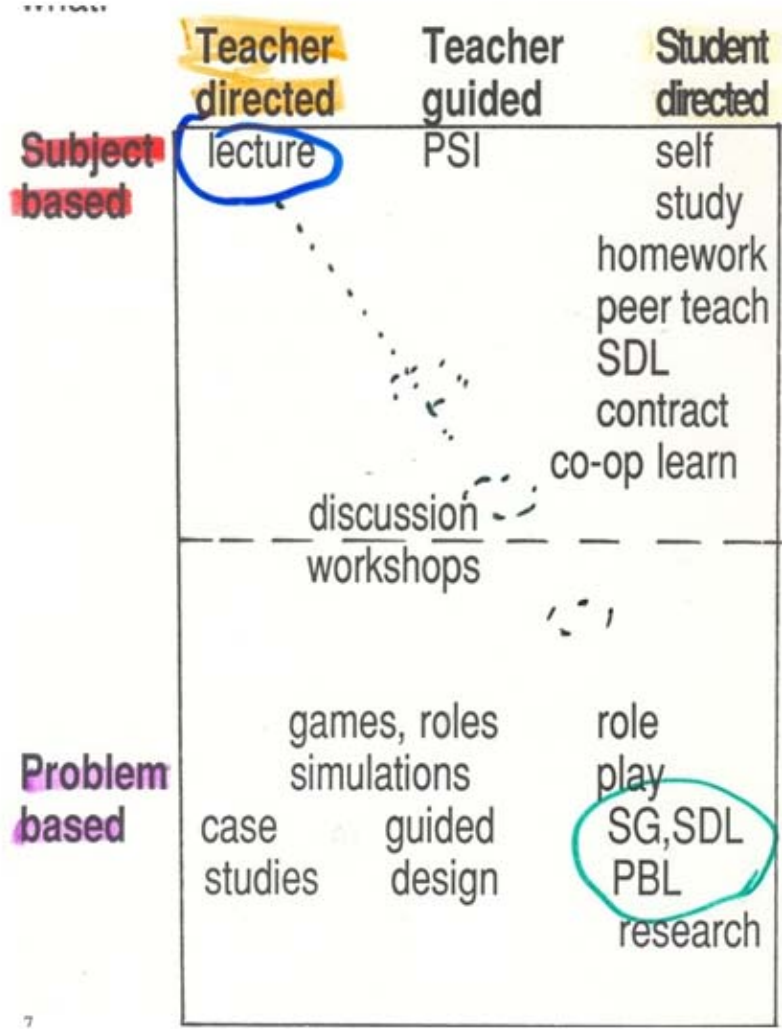 what.
Teacher Teacher Student
directed guided directed
Subject lecture PSI self
based study
homework
peer teach
SDL
contract
co-op learn
discussion
workshops
games, roles role
Problem simulations play
based case guided SG,SDL
studies design PBL
research
7